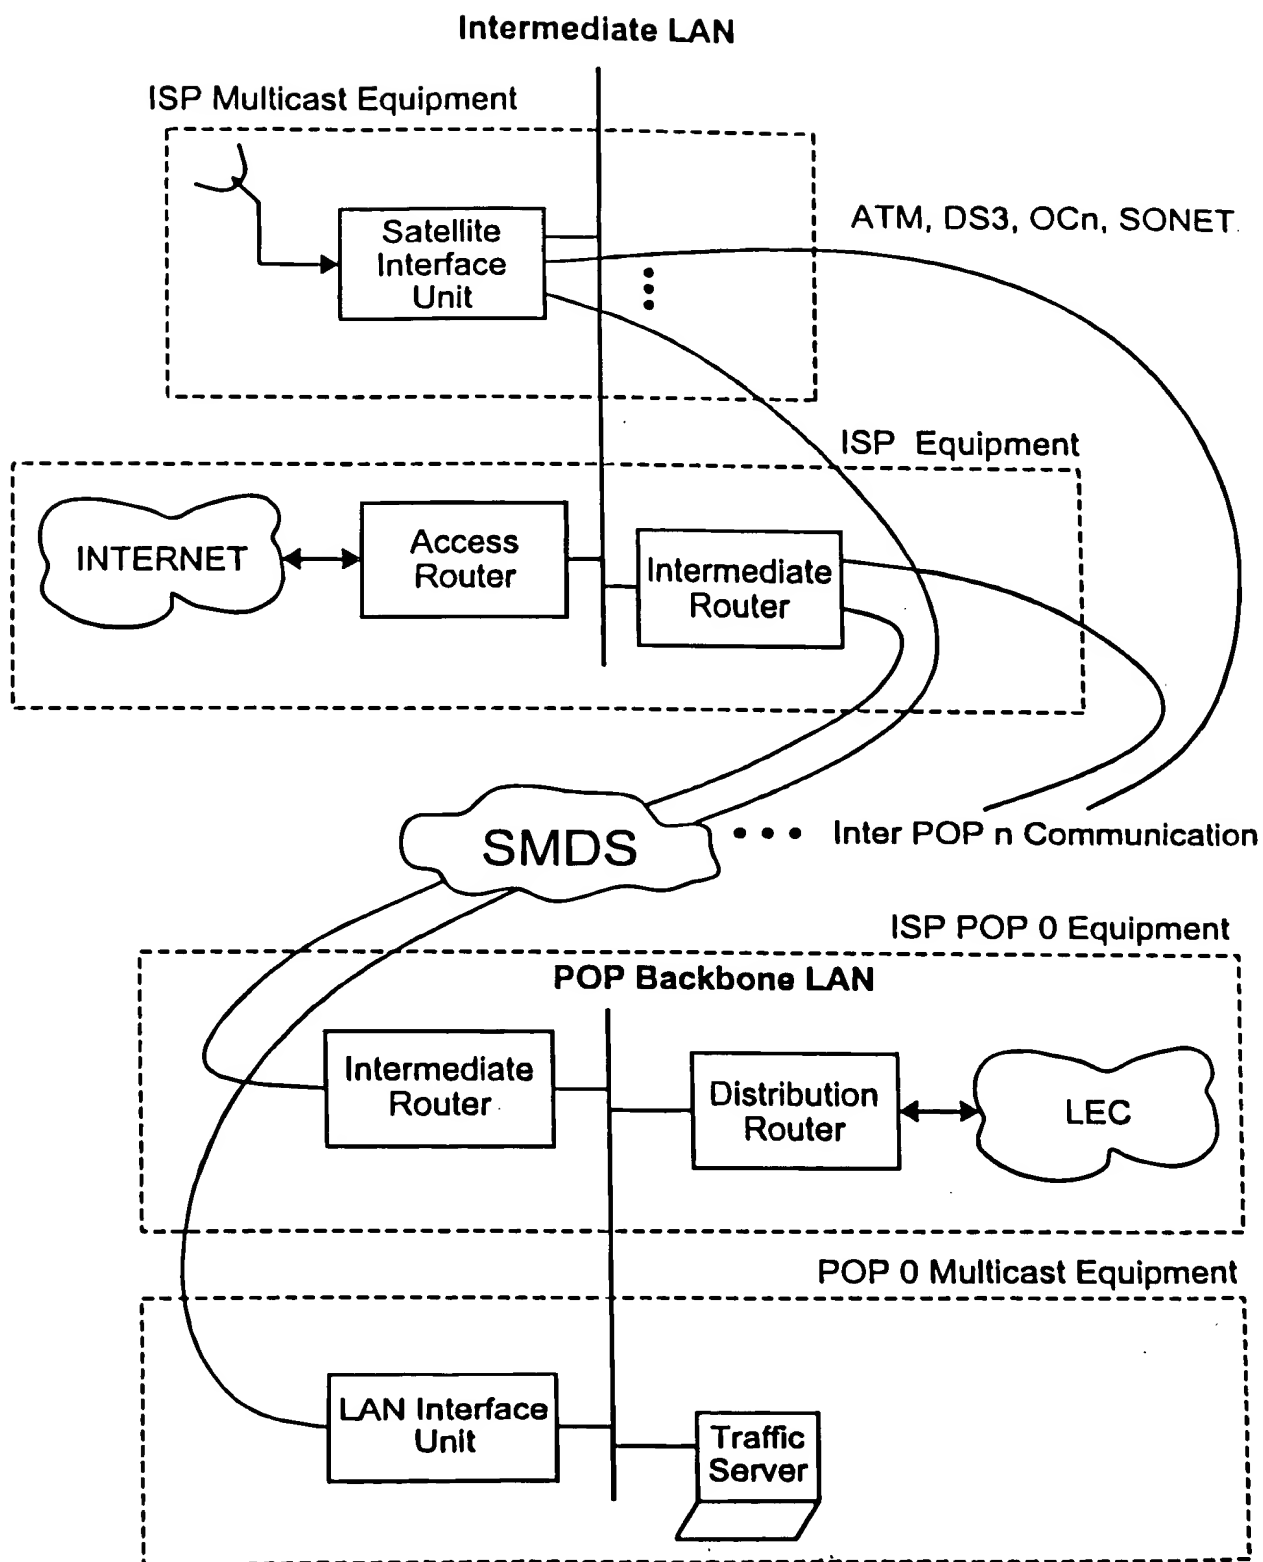 Intermediate LAN
ISP Multicast Equipment
Satellite
Interface
Unit
ATM, DS3, OCn, SONET
ISP Equipment
INTERNET
Access
Router
Intermediate
Router
SMDS
Inter POP n Communication
ISP POP 0 Equipment
POP Backbone LAN
Intermediate
Router
Distribution
Router
LEC
POP 0 Multicast Equipment
LAN Interface
Unit
Traffic
Server